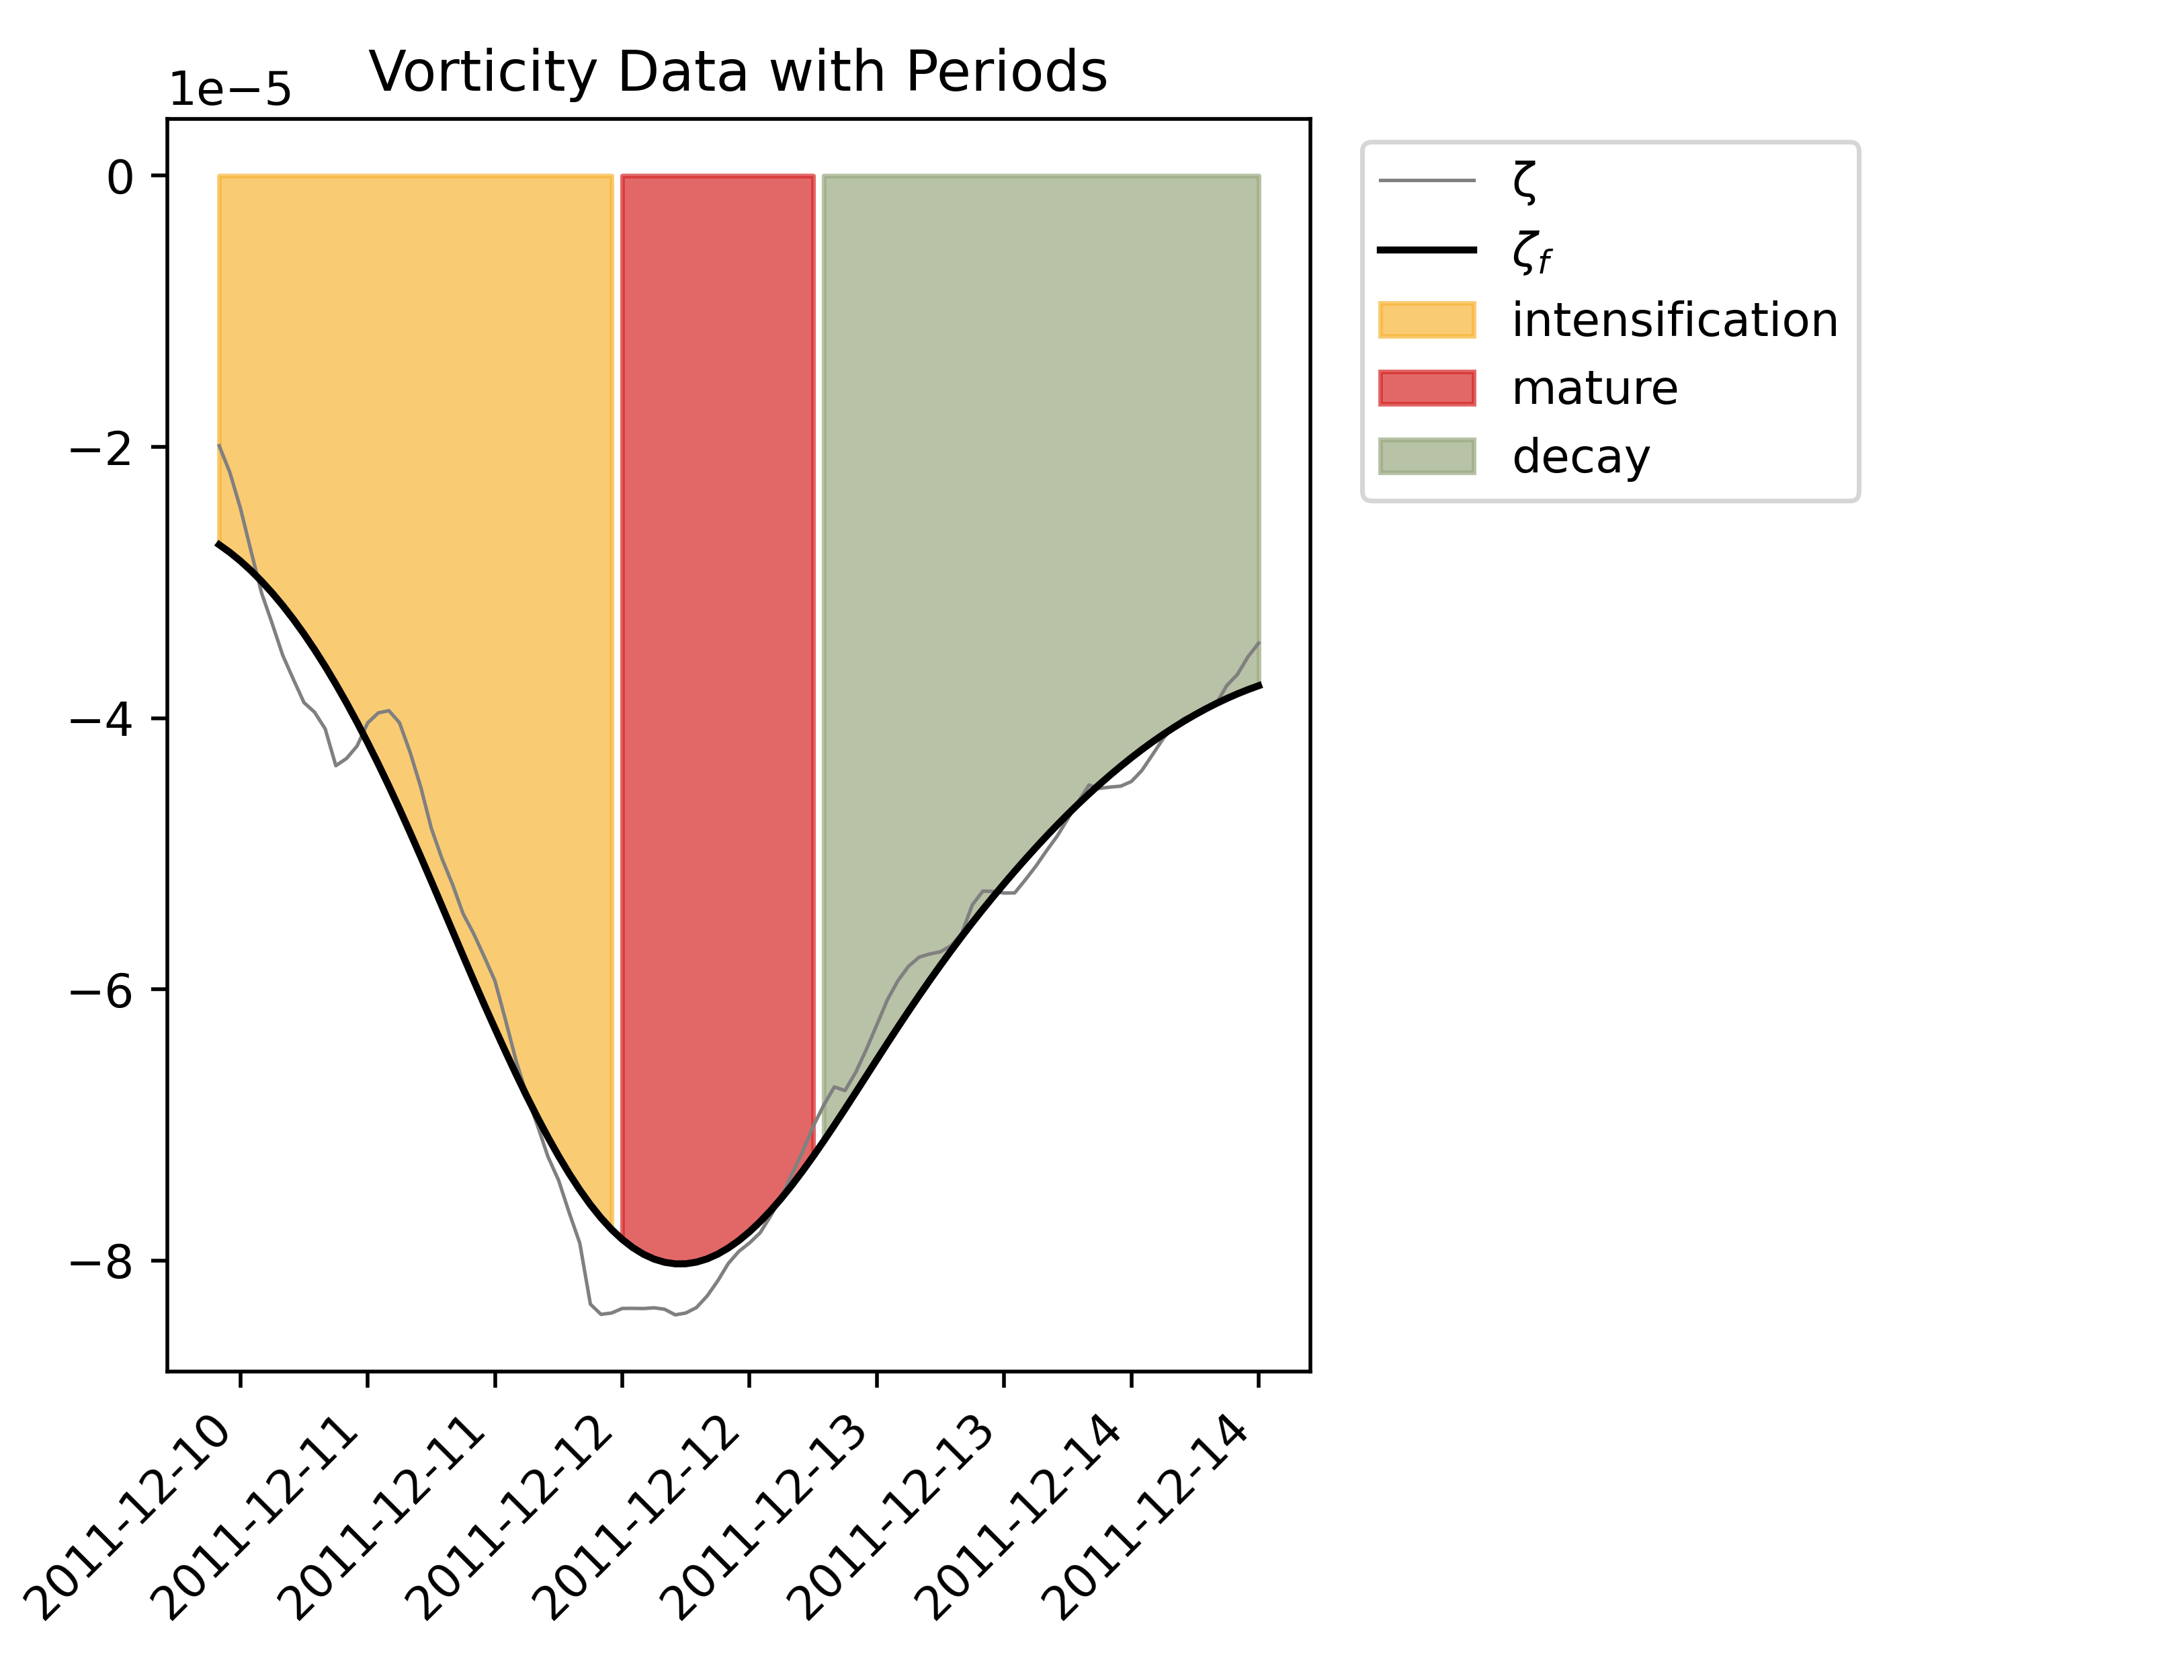 Vorticity Data with Periods
1e−5
0
−2
−4
−6
−8
2011-12-10
2011-12-11
2011-12-11
2011-12-12
2011-12-12
2011-12-13
2011-12-13
2011-12-14
2011-12-14
ζ
ζf
intensification
mature
decay